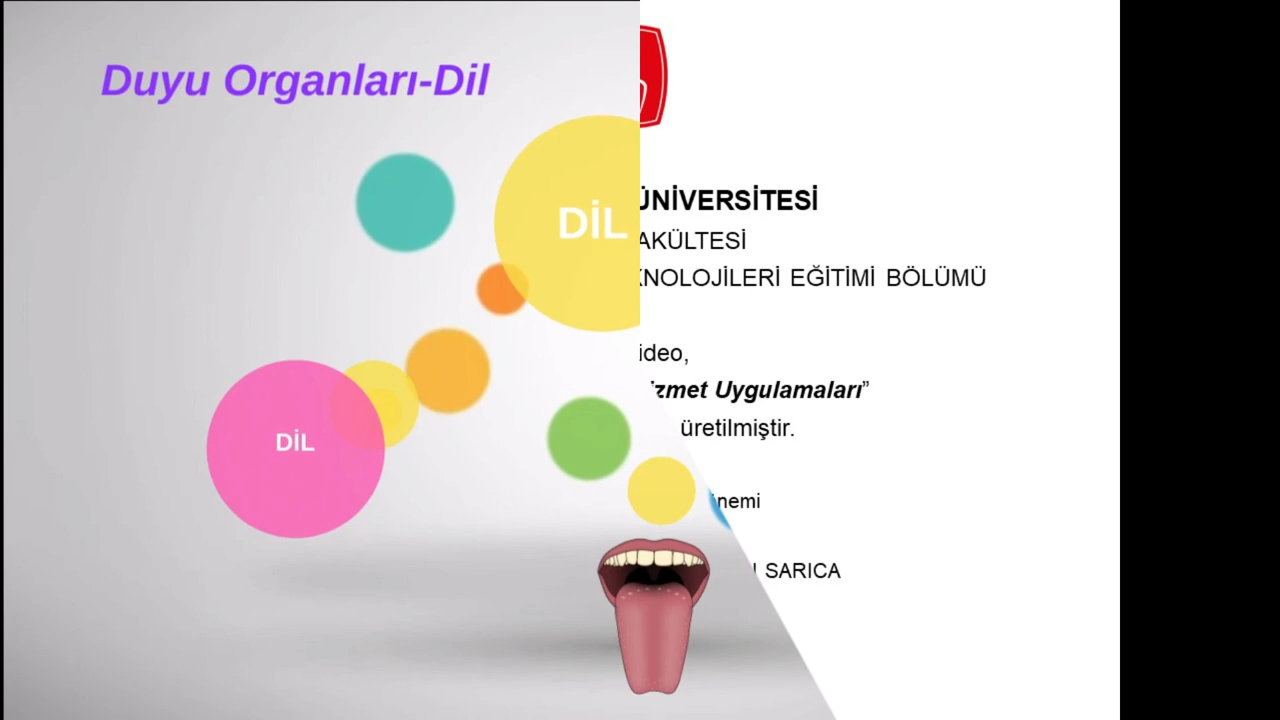 Duyu Organları-Dil
DİL
DİL
ÜNİVERSİTESİ
AKÜLTESİ
KNOLOJİLERİ EĞİTİMİ BÖLÜMÜ
ideo,
izmet Uygulamaları”
üretilmiştir.
önemi
SARICA